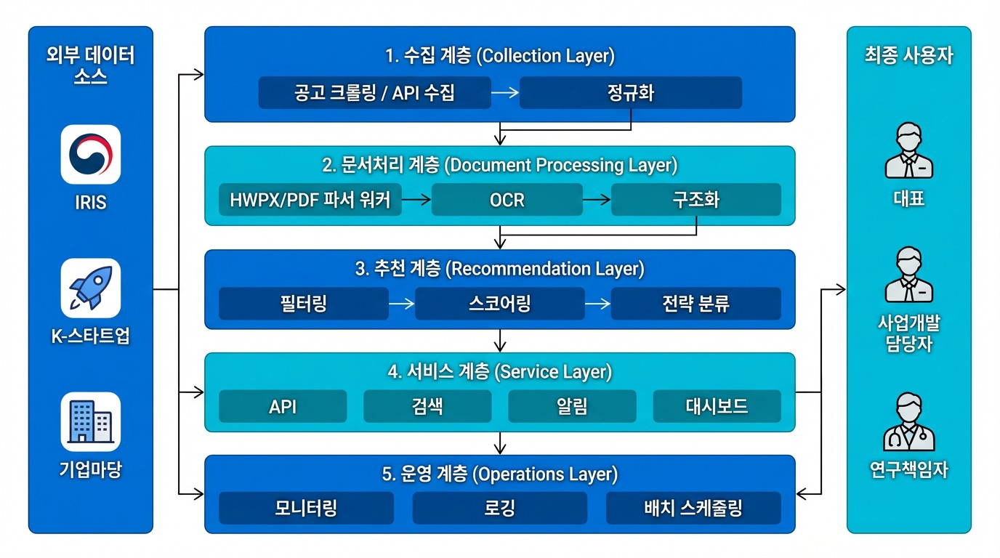 외부 데이터
소스
IRIS
K-스타트업
기업마당
1. 수집 계층 (Collection Layer)
공고 크롤링 / API 수집
정규화
2. 문서처리 계층 (Document Processing Layer)
HWPX/PDF 파서 워커
OCR
구조화
3. 추천 계층 (Recommendation Layer)
필터링
스코어링
전략 분류
4. 서비스 계층 (Service Layer)
API
검색
알림
대시보드
5. 운영 계층 (Operations Layer)
모니터링
로깅
배치 스케줄링
최종 사용자
대표
사업개발
담당자
연구책임자